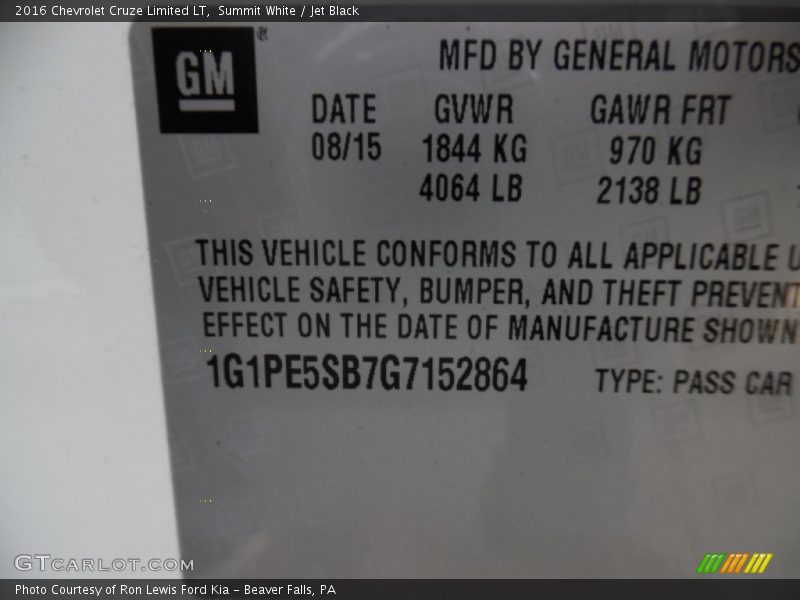 2016 Chevrolet Cruze Limited LT, Summit White / Jet Black
GM
MFD BY GENERAL MOTORS
DATE GVWR GAWR FRT
08/15 1844 KG 970 KG
4064 LB 2138 LB
THIS VEHICLE CONFORMS TO ALL APPLICABLE U
VEHICLE SAFETY, BUMPER, AND THEFT PREVENT
EFFECT ON THE DATE OF MANUFACTURE SHOWN
1G1PE5SB7G7152864 TYPE: PASS CAR
GTCARLOT.COM
Photo Courtesy of Ron Lewis Ford Kia - Beaver Falls, PA